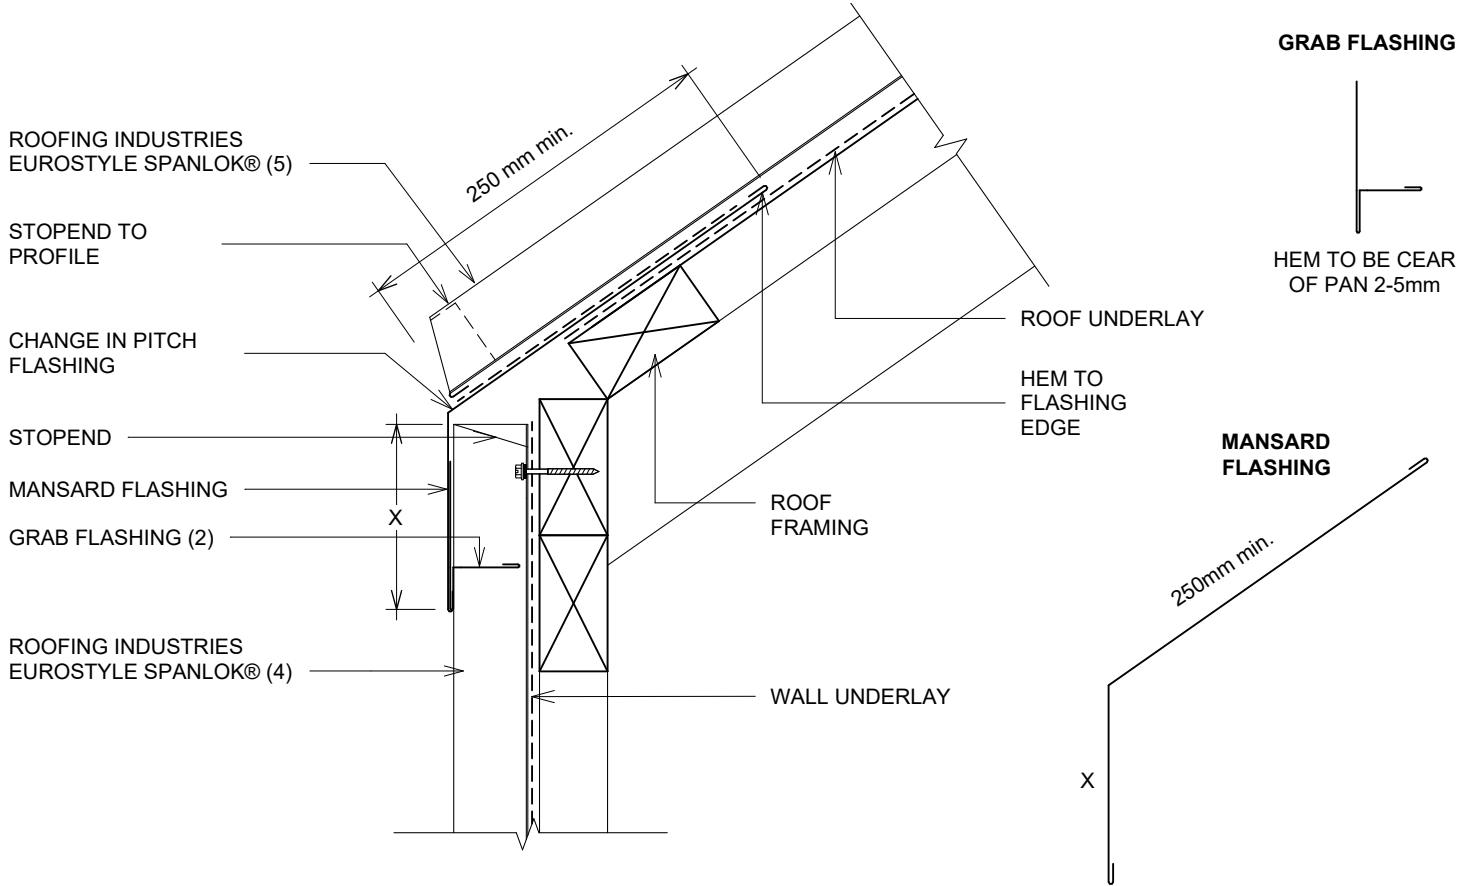 GRAB FLASHING
ROOFING INDUSTRIES
EUROSTYLE SPANLOK® (5)
250 mm min.
STOPEND TO
PROFILE
HEM TO BE CEAR
OF PAN 2-5mm
CHANGE IN PITCH
FLASHING
ROOF UNDERLAY
HEM TO
FLASHING
EDGE
STOPEND
MANSARD
FLASHING
MANSARD FLASHING
X
ROOF
FRAMING
GRAB FLASHING (2)
250mm min.
ROOFING INDUSTRIES
EUROSTYLE SPANLOK® (4)
WALL UNDERLAY
X